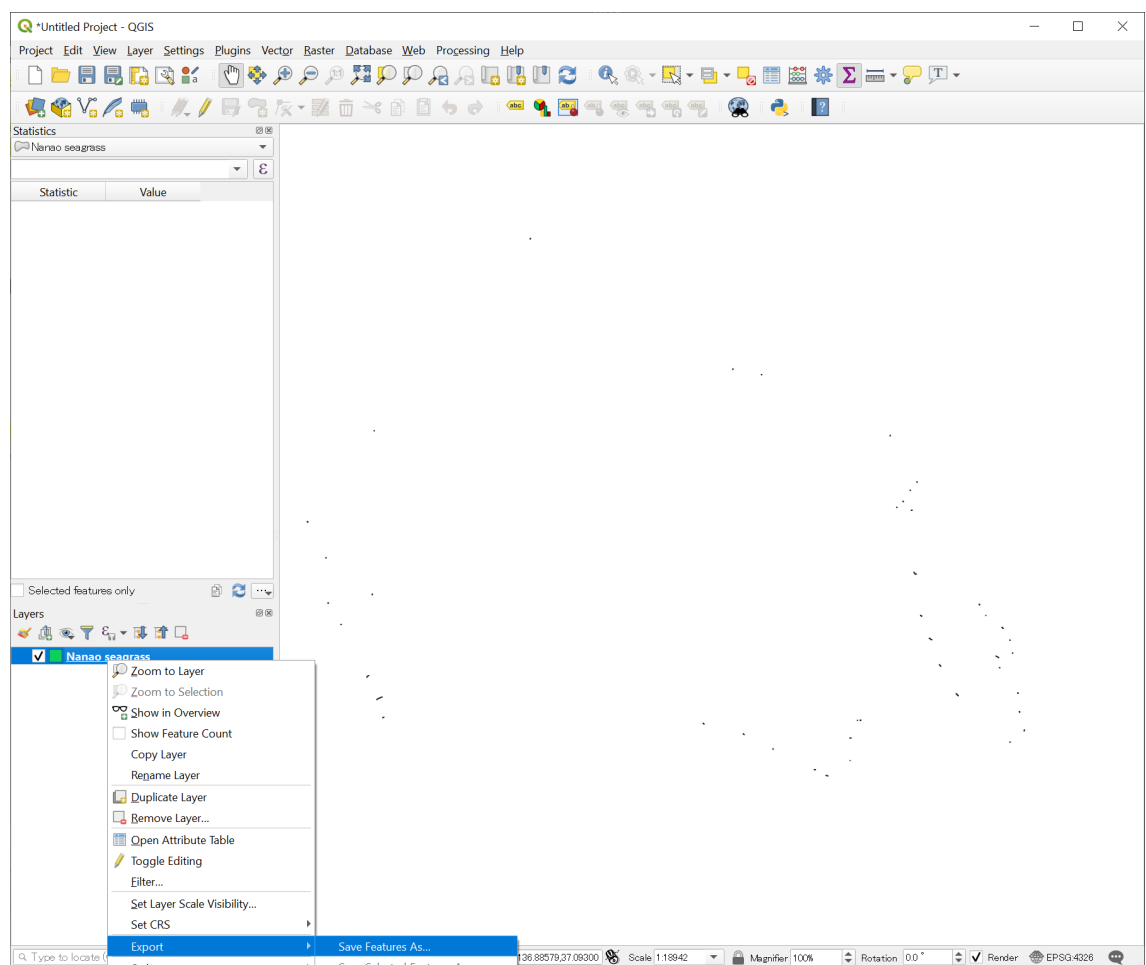 *Untitled Project - QGIS
Project Edit View Layer Settings Plugins Vector Raster Database Web Processing Help
Statistics
Nanao seagrass
ε
Statistic Value
Selected features only
Layers
Nanao seagrass
Zoom to Layer
Zoom to Selection
Show in Overview
Show Feature Count
Copy Layer
Rename Layer
Duplicate Layer
Remove Layer...
Open Attribute Table
Toggle Editing
Filter...
Set Layer Scale Visibility...
Set CRS
Export
Save Features As...
Type to locate (
136.88579,37.09300 Scale 1:18942 Magnifier 100% Rotation 0.0 ° Render EPSG:4326